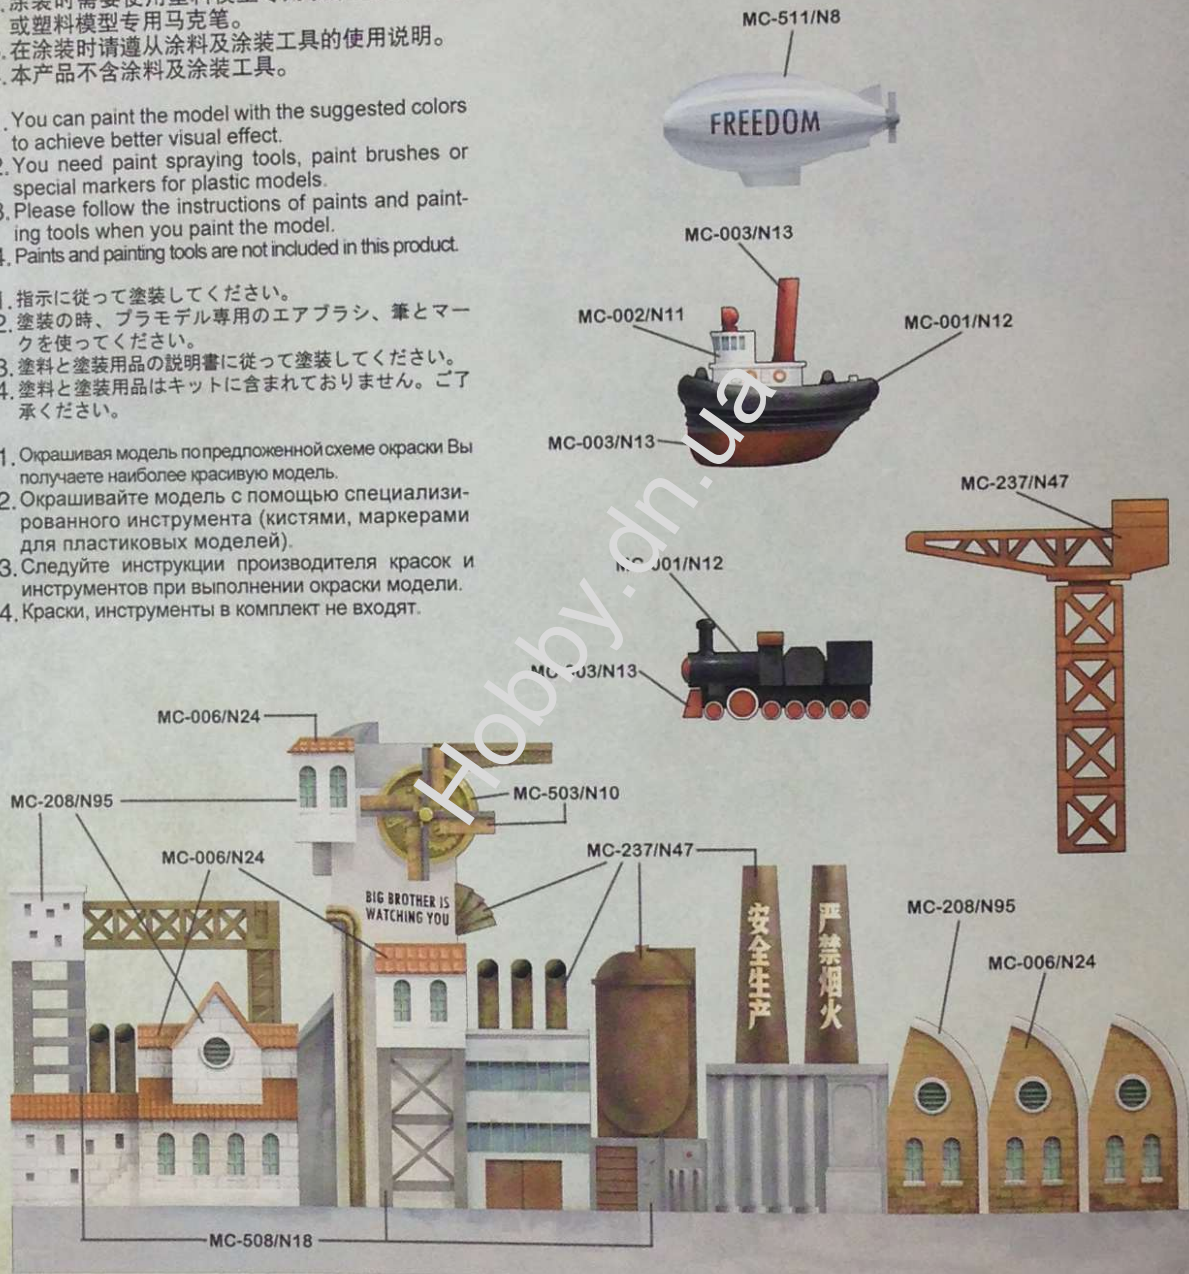 或塑料模型专用马克笔。
在涂装时请遵从涂料及涂装工具的使用说明。
本产品不含涂料及涂装工具。
You can paint the model with the suggested colors
to achieve better visual effect.
You need paint spraying tools, paint brushes or
special markers for plastic models.
Please follow the instructions of paints and paint-
ing tools when you paint the model.
Paints and painting tools are not included in this product.
指示に従って塗装してください。
2.塗装の時、プラモデル専用のエアブラシ、筆とマー
クを使ってください。
3.塗料と塗装用品の説明書に従って塗装してください。
4.塗料と塗装用品はキットに含まれておりません。ご了
承ください。
1.Окрашивая модель по предложенной схеме окраски Вы
получаете наиболее красивую модель.
2.Окрашивайте модель с помощью специализи-
рованного инструмента (кистями, маркерами
для пластиковых моделей).
3.Следуйте инструкции производителя красок и
инструментов при выполнении окраски модели.
4.Краски, инструменты в комплект не входят.
MC-511/N8
FREEDOM
MC-003/N13
MC-002/N11
MC-001/N12
MC-003/N13
MC-237/N47
MC-001/N12
MC-003/N13
Hobby.dn.ua
MC-006/N24
MC-208/N95
MC-503/N10
MC-006/N24
MC-237/N47
BIG BROTHER IS
WATCHING YOU
安全生产
严禁烟火
MC-208/N95
MC-006/N24
MC-508/N18